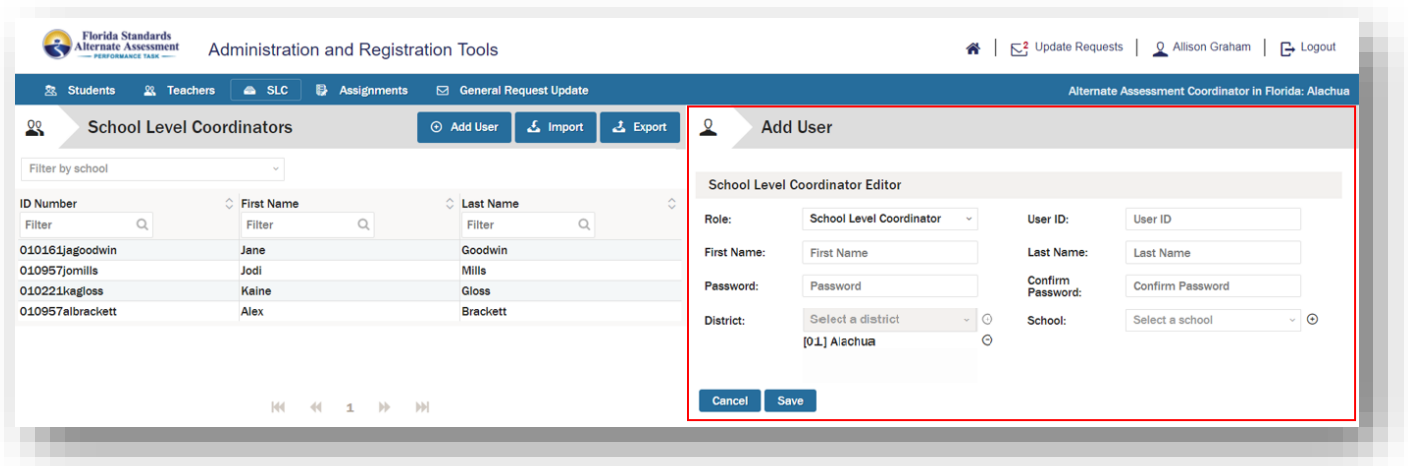 Florida Standards
Alternate Assessment
PERFORMANCE TASK
Administration and Registration Tools
2 Update Requests
Allison Graham
Logout
Students
Teachers
SLC
Assignments
General Request Update
Alternate Assessment Coordinator in Florida: Alachua
School Level Coordinators
Add User
Import
Export
Filter by school
ID Number
First Name
Last Name
Filter
Filter
Filter
010161jagoodwin Jane Goodwin
010957jomills Jodi Mills
010221kagloss Kaine Gloss
010957albrackett Alex Brackett
1
Add User
School Level Coordinator Editor
Role: School Level Coordinator
User ID: User ID
First Name: First Name
Last Name: Last Name
Password: Password
Confirm
Password:
Confirm Password
District: Select a district
School: Select a school
[01] Alachua
Cancel
Save